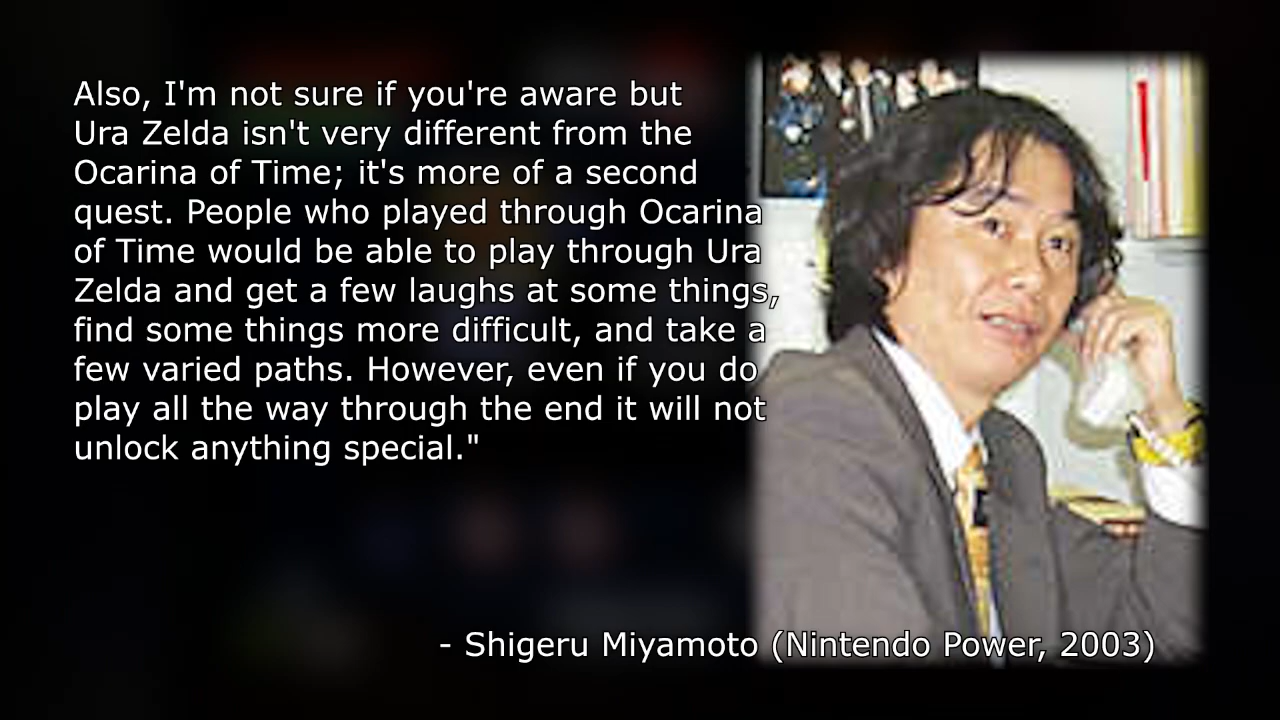 Also, I'm not sure if you're aware but
Ura Zelda isn't very different from the
Ocarina of Time; it's more of a second
quest. People who played through Ocarina
of Time would be able to play through Ura
Zelda and get a few laughs at some things,
find some things more difficult, and take a
few varied paths. However, even if you do
play all the way through the end it will not
unlock anything special."
- Shigeru Miyamoto (Nintendo Power, 2003)